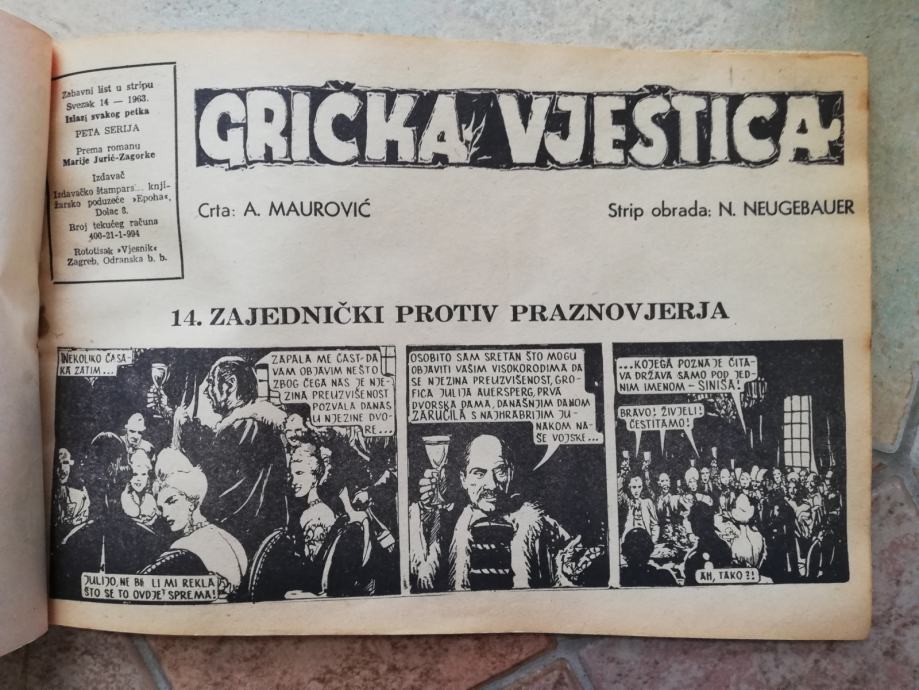 Zabavni list u stripu
Svezak 14 — 1963.
Izlazi svakog petka
PETA SERIJA
Prema romanu
Marije Jurić-Zagorke
Izdavač
Izdavačko štampars... knji-
žarsko poduzeće »Epoha«,
Dolac 8.
Broj tekućeg računa
400-21-1-994
Rototisak »Vjesnik«
Zagreb, Odranska b. b.
GRIČKA VJEŠTICA
Crta: A. MAUROVIĆ
Strip obrada: N. NEUGEBAUER
14. ZAJEDNIČKI PROTIV PRAZNOVJERJA
NEKOLIKO ČASA-
KA ZATIM...
ZAPALA ME ČAST DA
VAM OBJAVIM NEŠTO
ZBOG ČEGA NAS JE NJE-
ZINA PREUZVIŠENOST
POZVALA DANAS
U NJEZINE DVO-
RE...
JULIJO, NE BI LI MI REKLA
ŠTO SE TO OVDJE SPREMA!
OSOBITO SAM SRETAN ŠTO MOGU
OBJAVITI VAŠIM VISOKORODIMA DA
SE NJEZINA PREUZVIŠENOST, GRO-
FICA JULIJA AUERSPERG, PRVA
DVORSKA DAMA, DANAŠNJIM DANOM
ZARUČILA S NAJHRABRIJIM JU-
NAKOM NA-
ŠE VOJSKE...
...KOJEGA POZNAJE ČITA-
VA DRŽAVA SAMO POD JED-
NIM IMENOM - SINIŠA!
BRAVO! ŽIVJELI!
ČESTITAMO!
AH, TAKO?!